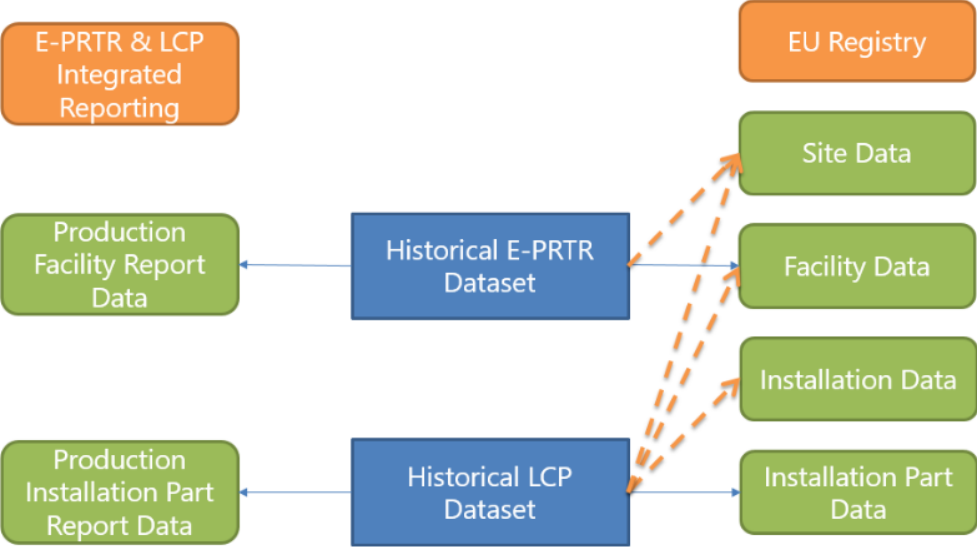 E-PRTR & LCP
Integrated
Reporting
EU Registry
Site Data
Production
Facility Report
Data
Historical E-PRTR
Dataset
Facility Data
Installation Data
Production
Installation Part
Report Data
Historical LCP
Dataset
Installation Part
Data